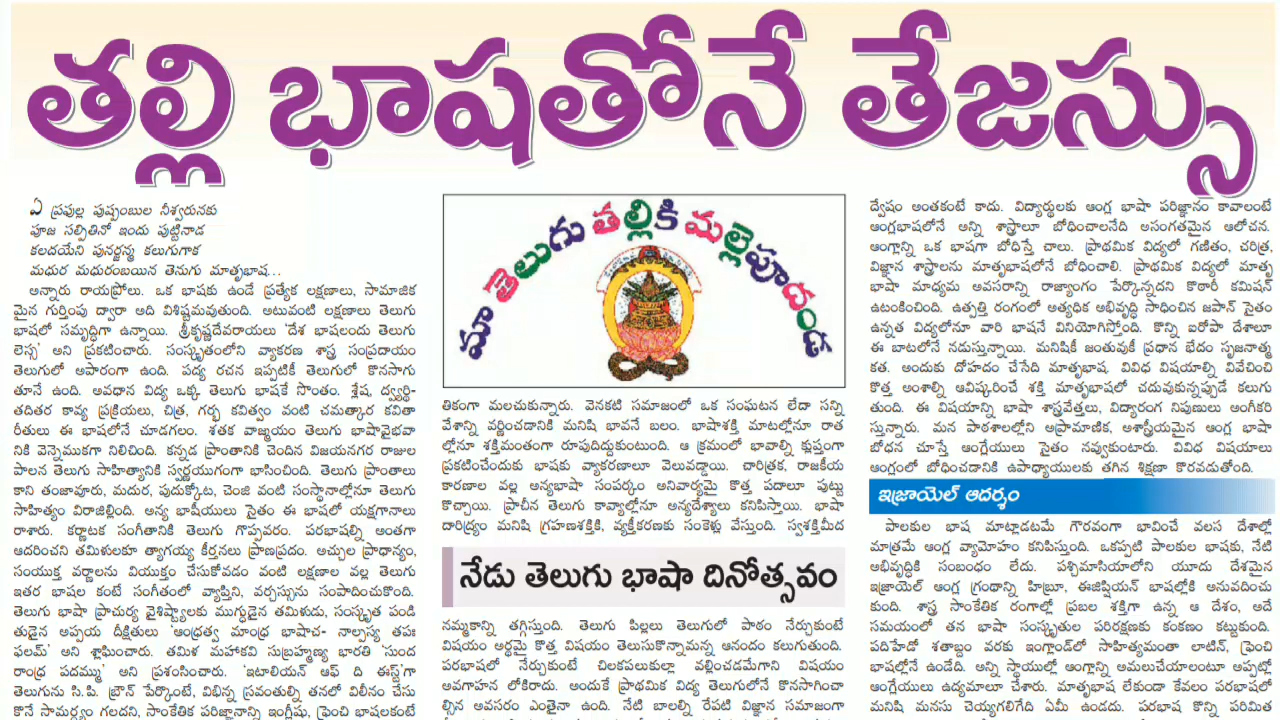 తల్లి భాషతోనే తేజస్సు
ఏ ప్రఫుల్ల పుష్పంబుల నీశ్వరునకు
పూజ సల్పితినో ఇందు పుట్టినాడ
కలదయేని పునర్జన్మ కలుగుగాక
మధుర మధురంబయిన తెనుగు మాతృభాష...
అన్నారు రాయప్రోలు. ఒక భాషకు ఉండే ప్రత్యేక లక్షణాలు, సామాజిక
మైన గుర్తింపు ద్వారా అది విశిష్టమవుతుంది. అటువంటి లక్షణాలు తెలుగు
భాషలో సమృద్ధిగా ఉన్నాయి. శ్రీకృష్ణదేవరాయలు 'దేశ భాషలందు తెలుగు
లెస్స' అని ప్రకటించారు. సంస్కృతంలోని వ్యాకరణ శాస్త్ర సంప్రదాయం
తెలుగులో అపారంగా ఉంది. పద్య రచన ఇప్పటికీ తెలుగులో కొనసాగు
తూనే ఉంది. అవధాన విద్య ఒక్క తెలుగు భాషకే సొంతం. శ్లేష, ద్వ్యర్థి-
తదితర కావ్య ప్రక్రియలు, చిత్ర, గర్భ కవిత్వం వంటి చమత్కార కవితా
రీతులు ఈ భాషలోనే చూడగలం. శతక వాజ్మయం తెలుగు భాషావైభవా
నికి వెన్నెముకగా నిలిచింది. కన్నడ ప్రాంతానికి చెందిన విజయనగర రాజుల
పాలన తెలుగు సాహిత్యానికి స్వర్ణయుగంగా భాసించింది. తెలుగు ప్రాంతాలు
కాని తంజావూరు, మదుర, పుదుక్కోట, చెంజి వంటి సంస్థానాల్లోనూ తెలుగు
సాహిత్యం విరాజిల్లింది. అన్య భాషీయులు సైతం ఈ భాషలో యక్షగానాలు
రాశారు. కర్ణాటక సంగీతానికి తెలుగు గొప్పవరం. పరభాషల్ని అంతగా
ఆదరించని తమిళులకూ త్యాగయ్య కీర్తనలు ప్రాణప్రదం. అచ్చుల ప్రాధాన్యం,
సంయుక్త వర్ణాలను వియుక్తం చేసుకోవడం వంటి లక్షణాల వల్ల తెలుగు
ఇతర భాషల కంటే సంగీతంలో వ్యాప్తిని, వర్చస్సును సంపాదించుకొంది.
తెలుగు భాషా ప్రాచుర్య వైశిష్ట్యాలకు ముగ్ధుడైన తమిళుడు, సంస్కృత పండి
తుడైన అప్పయ దీక్షితులు 'ఆంధ్రత్వ మాంధ్ర భాషాచ- నాల్పస్య తపః
ఫలమ్' అని శ్లాఘించారు. తమిళ మహాకవి సుబ్రహ్మణ్య భారతి 'సుంద
రాంధ్ర పదమ్ము' అని ప్రశంసించారు. 'ఇటాలియన్ ఆఫ్ ది ఈస్ట్'గా
తెలుగును సి.పి. బ్రౌన్ పేర్కొంటే, విభిన్న స్రవంతుల్ని తనలో విలీనం చేసు
కొనే సామర్థ్యం గలదని, సాంకేతిక పరిజ్ఞానాన్ని ఇంగ్లీషు, ఫ్రెంచి భాషలకంటే
మా తెలుగు తల్లికి మల్లెపూదండ
తికంగా మలచుకున్నారు. వెనకటి సమాజంలో ఒక సంఘటన లేదా సన్ని
వేశాన్ని వర్ణించడానికి మనిషి భావనే బలం. భాషాశక్తి మాటల్లోనూ రాత
ల్లోనూ శక్తిమంతంగా రూపుదిద్దుకుంటుంది. ఆ క్రమంలో భావాల్ని క్లుప్తంగా
ప్రకటించేందుకు భాషకు వ్యాకరణాలూ వెలువడ్డాయి. చారిత్రక, రాజకీయ
కారణాల వల్ల అన్యభాషా సంపర్కం అనివార్యమై కొత్త పదాలూ పుట్టు
కొచ్చాయి. ప్రాచీన తెలుగు కావ్యాల్లోనూ అన్యదేశ్యాలు కనిపిస్తాయి. భాషా
దారిద్ర్యం మనిషి గ్రహణశక్తికి, వ్యక్తీకరణకు సంకెళ్లు వేస్తుంది. స్వశక్తిమీద
నేడు తెలుగు భాషా దినోత్సవం
నమ్మకాన్ని తగ్గిస్తుంది. తెలుగు పిల్లలు తెలుగులో పాఠం నేర్చుకుంటే
విషయం అర్థమై కొత్త విషయం తెలుసుకొన్నామన్న ఆనందం కలుగుతుంది.
పరభాషలో నేర్చుకుంటే చిలకపలుకుల్లా వల్లించడమేగాని విషయం
అవగాహన లోకిరాదు. అందుకే ప్రాథమిక విద్య తెలుగులోనే కొనసాగించా
ల్సిన అవసరం ఎంతైనా ఉంది. నేటి బాలల్ని రేపటి విజ్ఞాన సమాజంగా
ద్వేషం అంతకంటే కాదు. విద్యార్థులకు ఆంగ్ల భాషా పరిజ్ఞానం కావాలంటే
ఆంగ్లభాషలోనే అన్ని శాస్త్రాలూ బోధించాలనేది అసంగతమైన ఆలోచన.
ఆంగ్లాన్ని ఒక భాషగా బోధిస్తే చాలు. ప్రాథమిక విద్యలో గణితం, చరిత్ర,
విజ్ఞాన శాస్త్రాలను మాతృభాషలోనే బోధించాలి. ప్రాథమిక విద్యలో మాతృ
భాషా మాధ్యమ అవసరాన్ని రాజ్యాంగం పేర్కొన్నదని కొఠారీ కమిషన్
ఉటంకించింది. ఉత్పత్తి రంగంలో అత్యధిక అభివృద్ధి సాధించిన జపాన్ సైతం
ఉన్నత విద్యలోనూ వారి భాషనే వినియోగిస్తోంది. కొన్ని ఐరోపా దేశాలూ
ఈ బాటలోనే నడుస్తున్నాయి. మనిషికీ జంతువుకీ ప్రధాన భేదం సృజనాత్మ
కత. అందుకు దోహదం చేసేది మాతృభాష. వివిధ విషయాల్ని వివేచించి
కొత్త అంశాల్ని ఆవిష్కరించే శక్తి మాతృభాషలో చదువుకున్నప్పుడే కలుగు
తుంది. ఈ విషయాన్ని భాషా శాస్త్రవేత్తలు, విద్యారంగ నిపుణులు అంగీకరి
స్తున్నారు. మన పాఠశాలల్లోని అప్రామాణిక, అశాస్త్రీయమైన ఆంగ్ల భాషా
బోధన చూస్తే ఆంగ్లేయులు సైతం నవ్వుకుంటారు. వివిధ విషయాలు
ఆంగ్లంలో బోధించడానికి ఉపాధ్యాయులకు తగిన శిక్షణా కొరవడుతోంది.
ఇజ్రాయెల్ ఆదర్శం
పాలకుల భాష మాట్లాడటమే గౌరవంగా భావించే వలస దేశాల్లో
మాత్రమే ఆంగ్ల వ్యామోహం కనిపిస్తుంది. ఒకప్పటి పాలకుల భాషకు, నేటి
అభివృద్ధికి సంబంధం లేదు. పశ్చిమాసియాలోని యూదు దేశమైన
ఇజ్రాయెల్ ఆంగ్ల గ్రంథాన్ని హిబ్రూ, ఈజిప్షియన్ భాషల్లోకి అనువదించు
కుంది. శాస్త్ర సాంకేతిక రంగాల్లో ప్రబల శక్తిగా ఉన్న ఆ దేశం, అదే
సమయంలో తన భాషా సంస్కృతుల పరిరక్షణకు కంకణం కట్టుకుంది.
పదిహేడో శతాబ్దం వరకు ఇంగ్లాండ్‌లో సాహిత్యమంతా లాటిన్, ఫ్రెంచి
భాషల్లోనే ఉండేది. అన్ని స్థాయుల్లో ఆంగ్లాన్ని అమలుచేయాలంటూ అప్పట్లో
ఆంగ్లేయులు ఉద్యమాలూ చేశారు. మాతృభాష లేకుండా కేవలం పరభాషలో
మనిషి మనసు చెయ్యగలిగేది ఏమీ ఉండదు. పరభాష కొన్ని పరిమిత